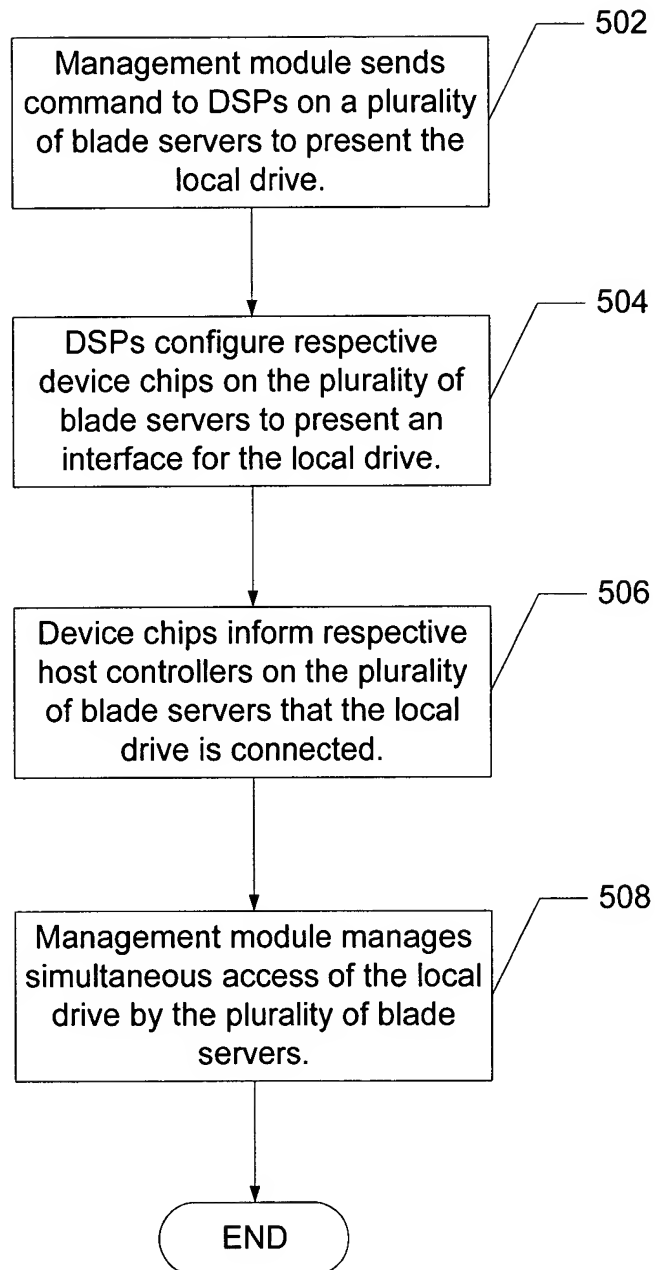 502
Management module sends
command to DSPs on a plurality
of blade servers to present the
local drive.
504
DSPs configure respective
device chips on the plurality of
blade servers to present an
interface for the local drive.
506
Device chips inform respective
host controllers on the plurality
of blade servers that the local
drive is connected.
508
Management module manages
simultaneous access of the local
drive by the plurality of blade
servers.
END